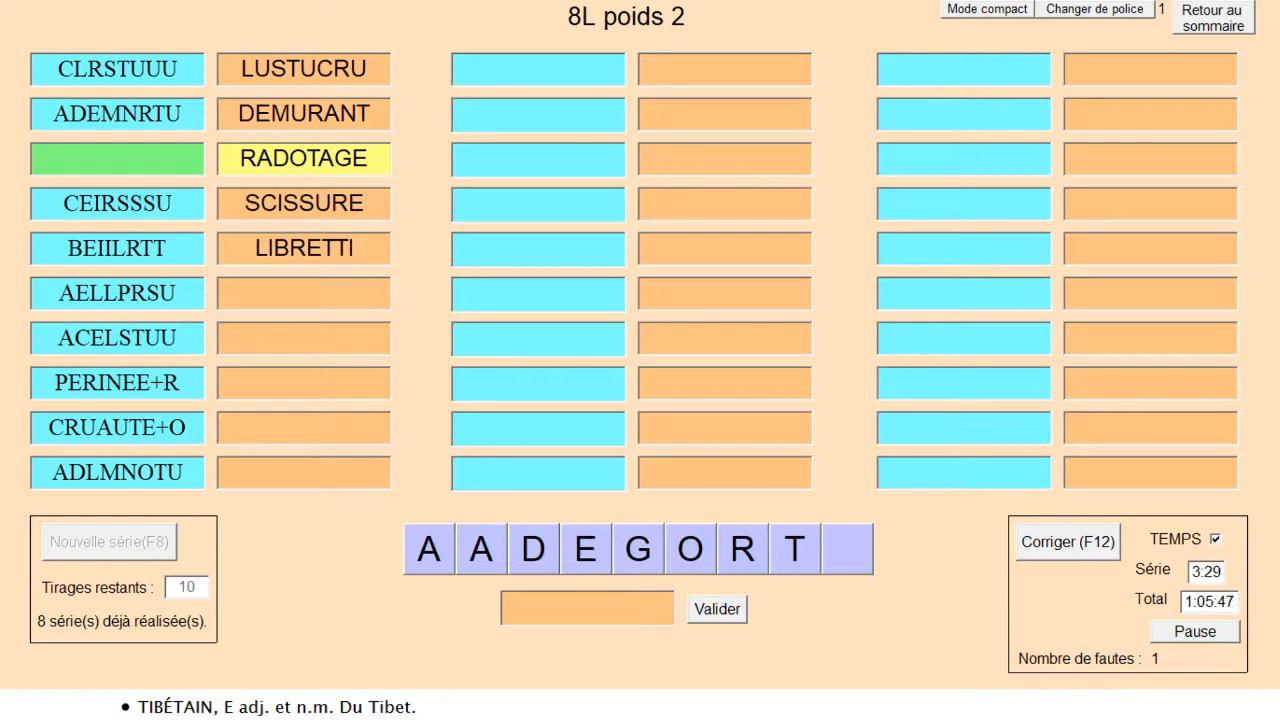 8L poids 2
Mode compact
Changer de police
1
Retour au
sommaire
CLRSTUUU LUSTUCRU
ADEMNRTU DEMURANT
RADOTAGE
CEIRSSSU SCISSURE
BEIILRTT LIBRETTI
AELLPRSU
ACELSTUU
PERINEE+R
CRUAUTE+O
ADLMNOTU
Nouvelle série(F8)
Tirages restants : 10
8 série(s) déjà réalisée(s).
A A D E G O R T
Valider
Corriger (F12)
TEMPS
Série 3:29
Total 1:05:47
Pause
Nombre de fautes : 1
• TIBÉTAIN, E adj. et n.m. Du Tibet.